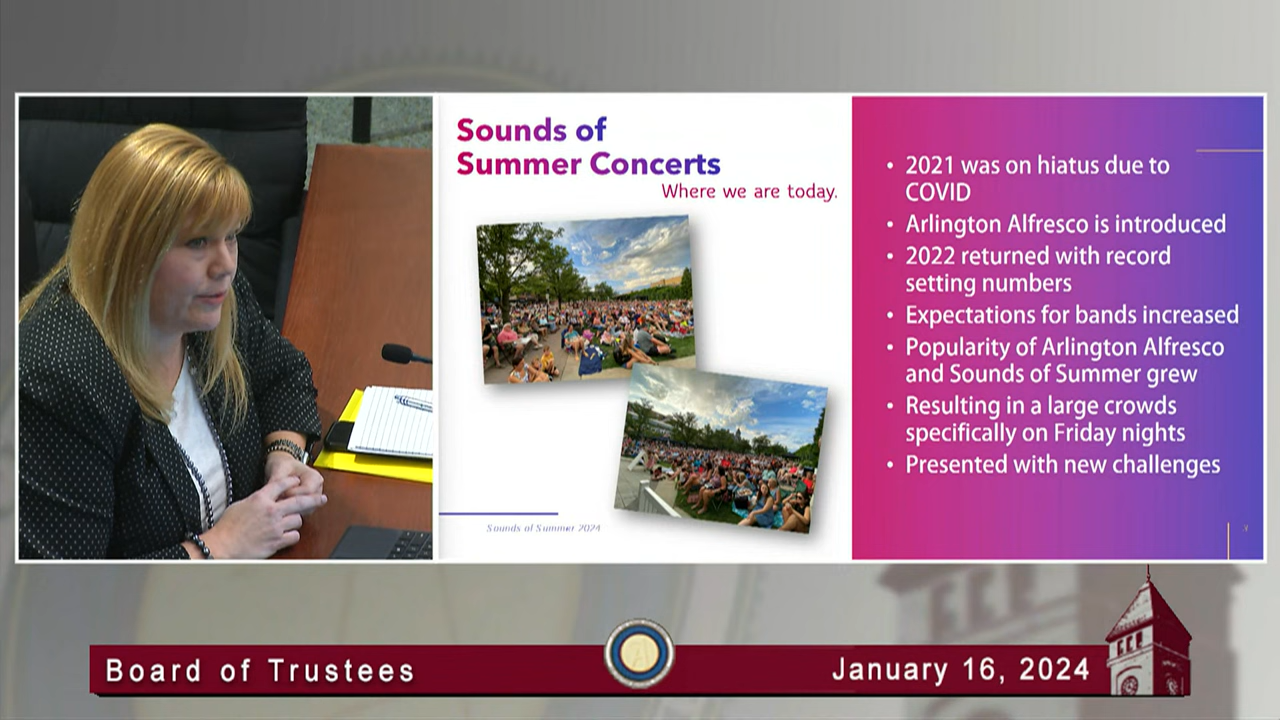 Sounds of
Summer Concerts
Where we are today.
Sounds of Summer 2024
• 2021 was on hiatus due to
COVID
• Arlington Alfresco is introduced
• 2022 returned with record
setting numbers
• Expectations for bands increased
• Popularity of Arlington Alfresco
and Sounds of Summer grew
• Resulting in a large crowds
specifically on Friday nights
• Presented with new challenges
3
Board of Trustees
A
January 16, 2024